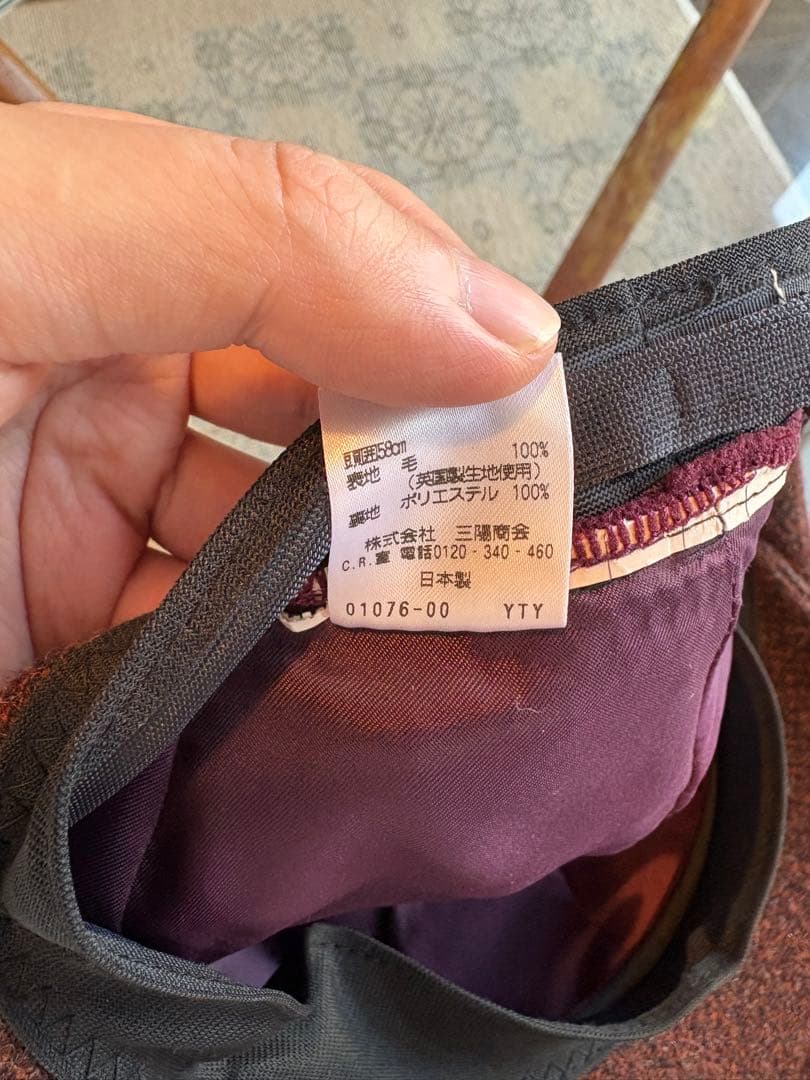 胴囲58cm
表地 毛 100%
(英国製生地使用)
裏地 ポリエステル 100%
株式会社 三陽商会
C.R.室 電話0120-340-460
日本製
01076-00 YTY